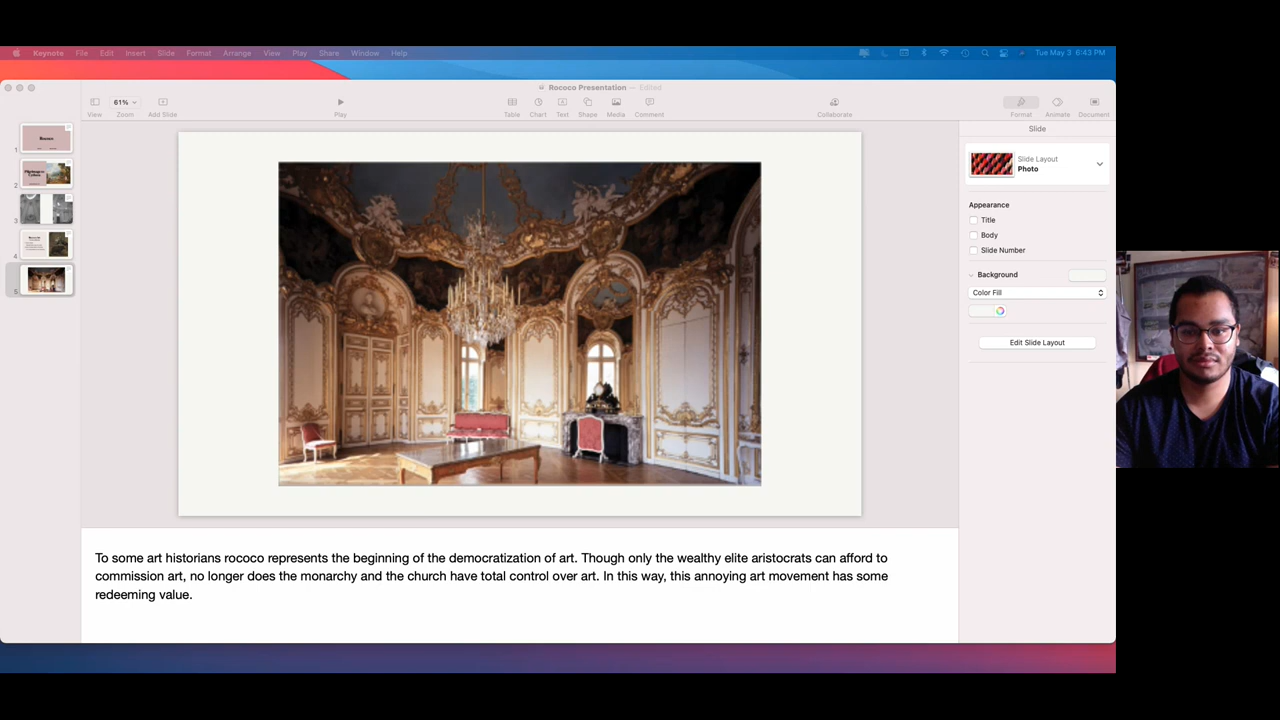 Keynote File Edit Insert Slide Format Arrange View Play Share Window Help Tue May 3 6:43 PM
Rococo Presentation — Edited
61%
View Zoom Add Slide Play Table Chart Text Shape Media Comment Collaborate Format Animate Document
Slide
Slide Layout
Photo
Appearance
Title
Body
Slide Number
Background
Color Fill
Edit Slide Layout
1
2
3
4
5
To some art historians rococo represents the beginning of the democratization of art. Though only the wealthy elite aristocrats can afford to
commission art, no longer does the monarchy and the church have total control over art. In this way, this annoying art movement has some
redeeming value.